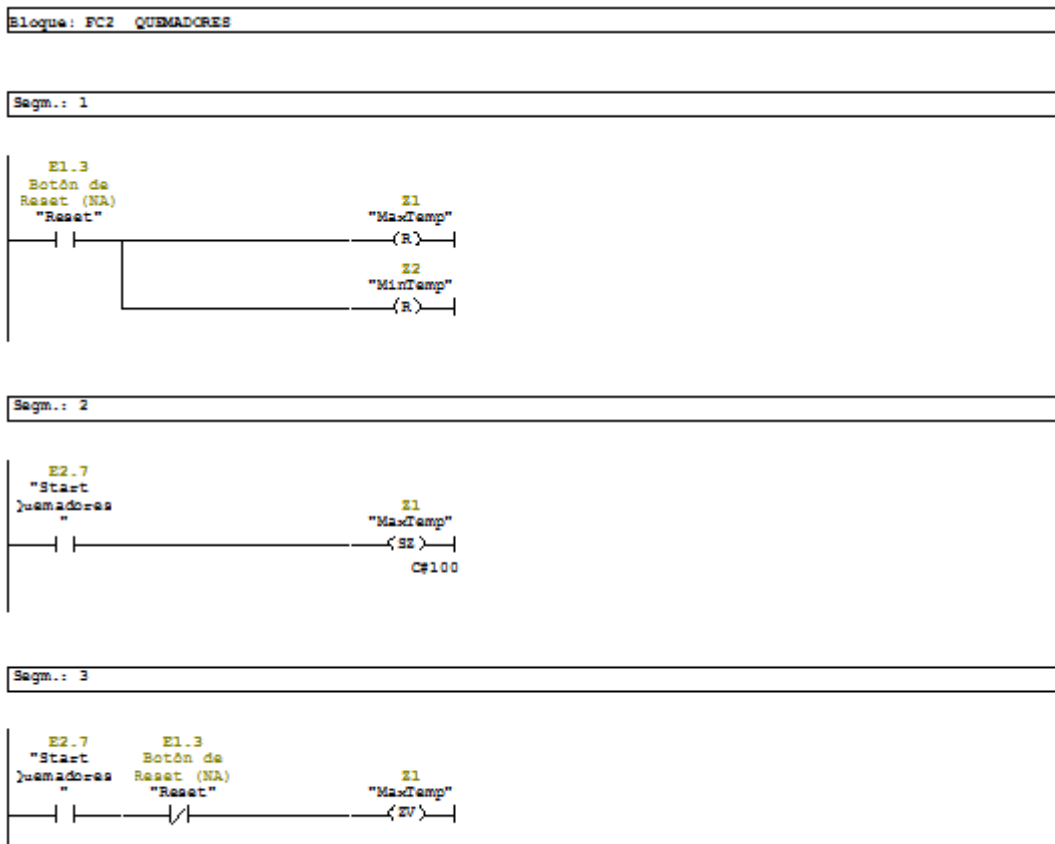 Bloque: FC2 QUEMADORES
Segm.: 1
E1.3
Botón de
Reset (NA)
"Reset"
Z1
"MaxTemp"
(R)
Z2
"MinTemp"
(R)
Segm.: 2
E2.7
"Start
Quemadores
"
Z1
"MaxTemp"
(SZ)
C#100
Segm.: 3
E2.7
"Start
Quemadores
"
E1.3
Botón de
Reset (NA)
"Reset"
Z1
"MaxTemp"
(ZV)